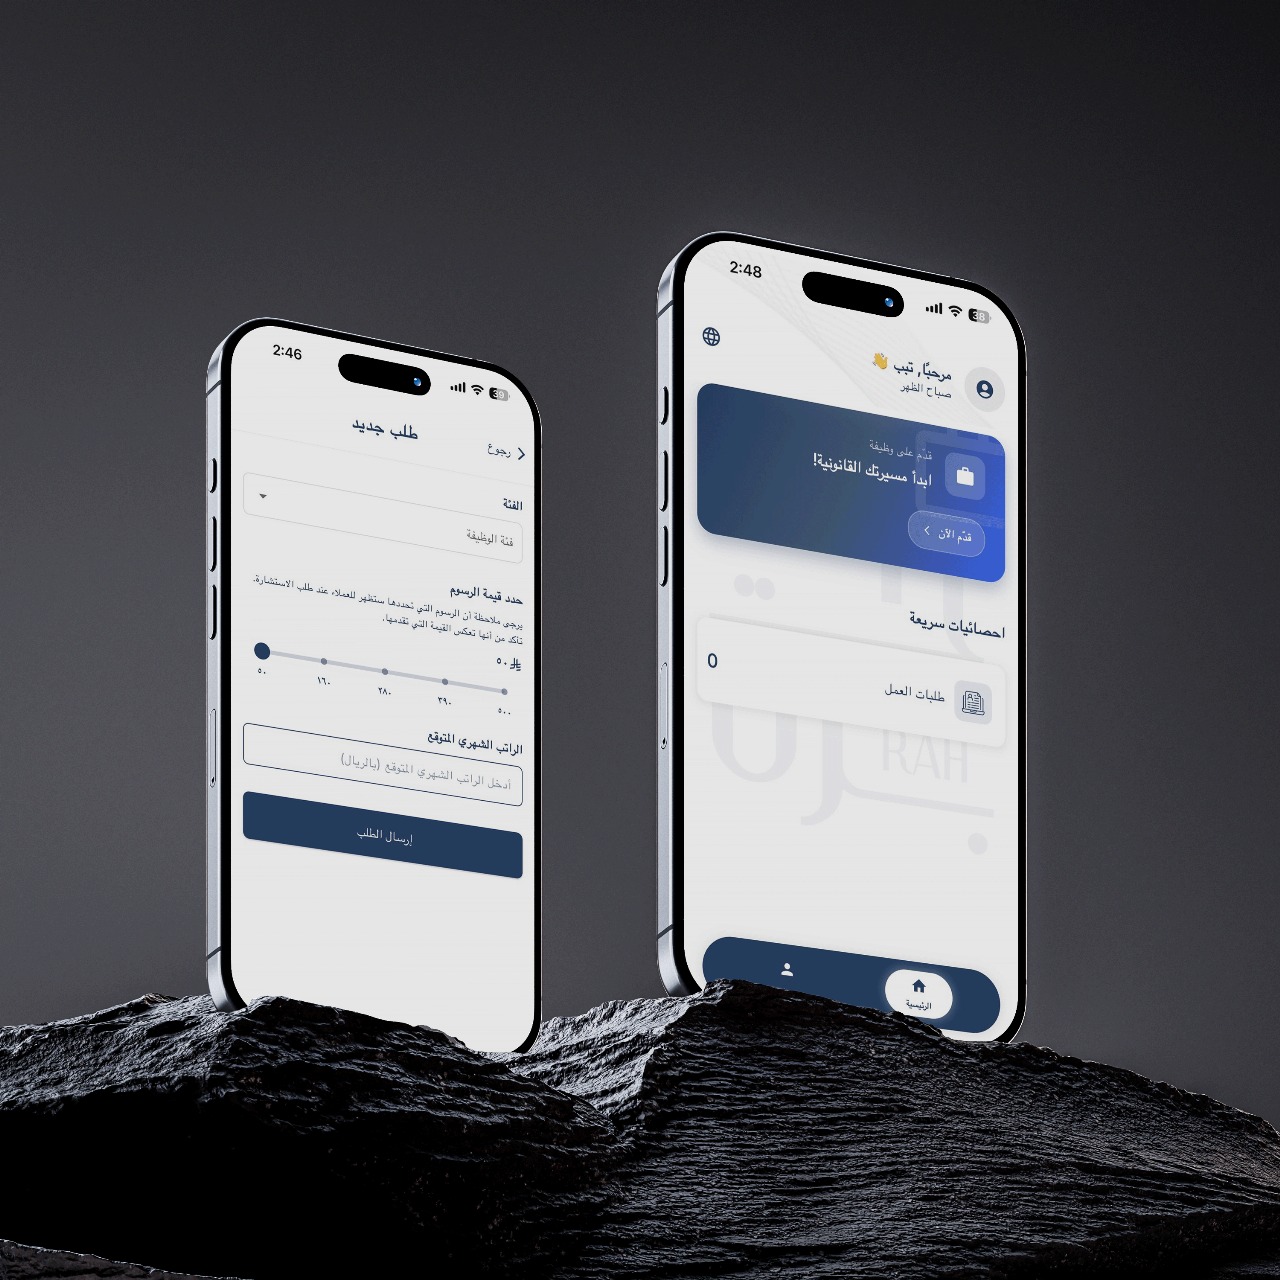 2:46
39
طلب جديد
رجوع
الفئة
فئة الوظيفة
حدد قيمة الرسوم
يرجى ملاحظة أن الرسوم التي تحددها ستظهر للعملاء عند طلب الاستشارة.
تأكد من أنها تعكس القيمة التي تقدمها.
٥٠
٥٠ ١٦٠ ٢٨٠ ٣٩٠ ٥٠٠
الراتب الشهري المتوقع
أدخل الراتب الشهري المتوقع (بالريال)
إرسال الطلب
2:48
38
مرحبًا, تبب 👋
صباح الظهر
قدّم على وظيفة
ابدأ مسيرتك القانونية!
قدّم الآن
احصائيات سريعة
طلبات العمل
0
RAH
الرئيسية